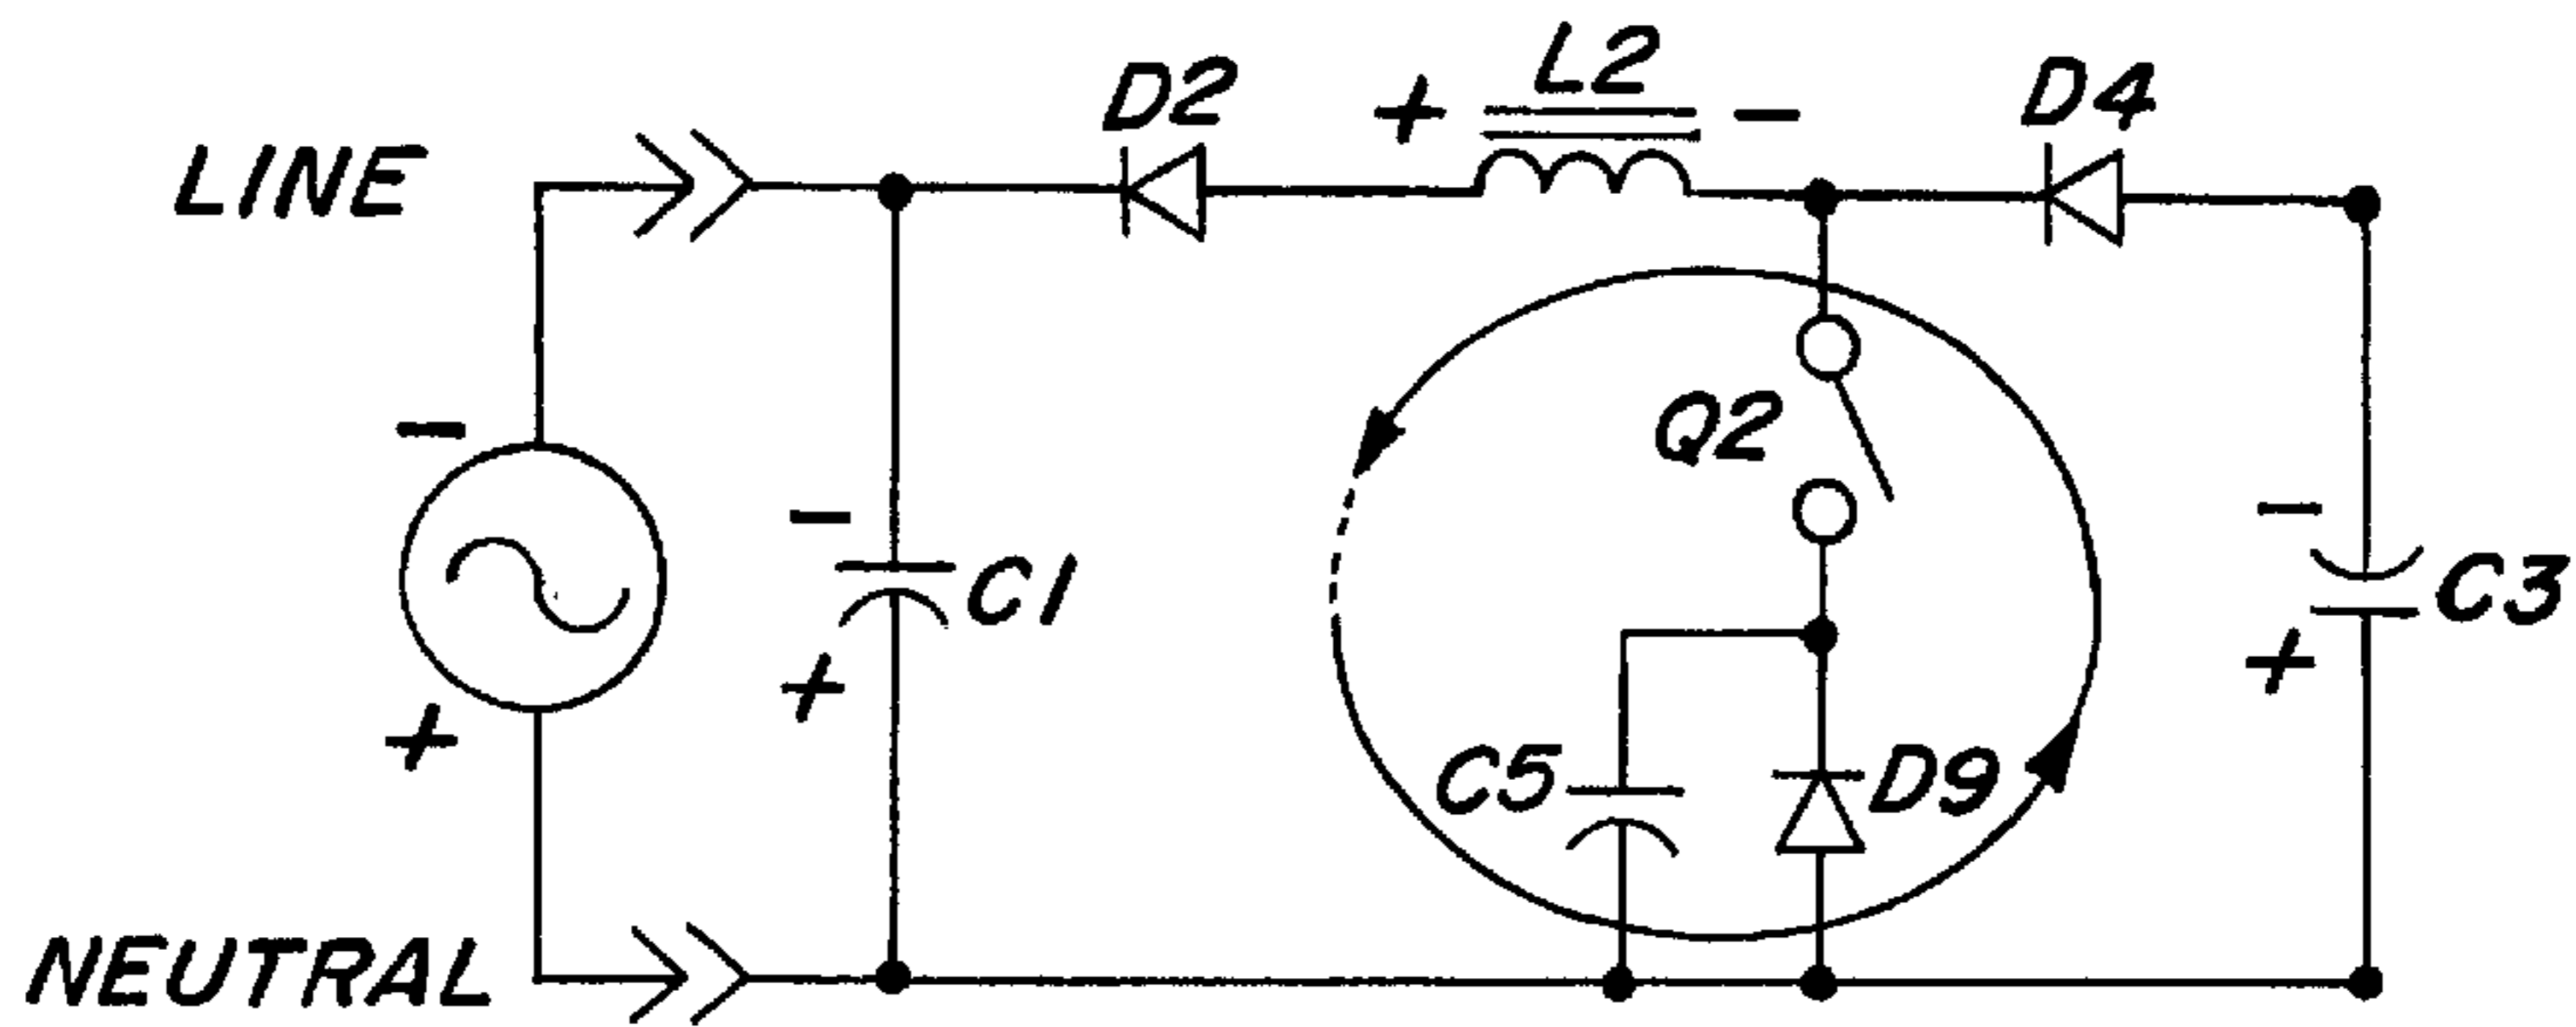 L2
D2 + - D4
LINE
- Q2
- C1 - C3
+ +
+ C5 D9
NEUTRAL